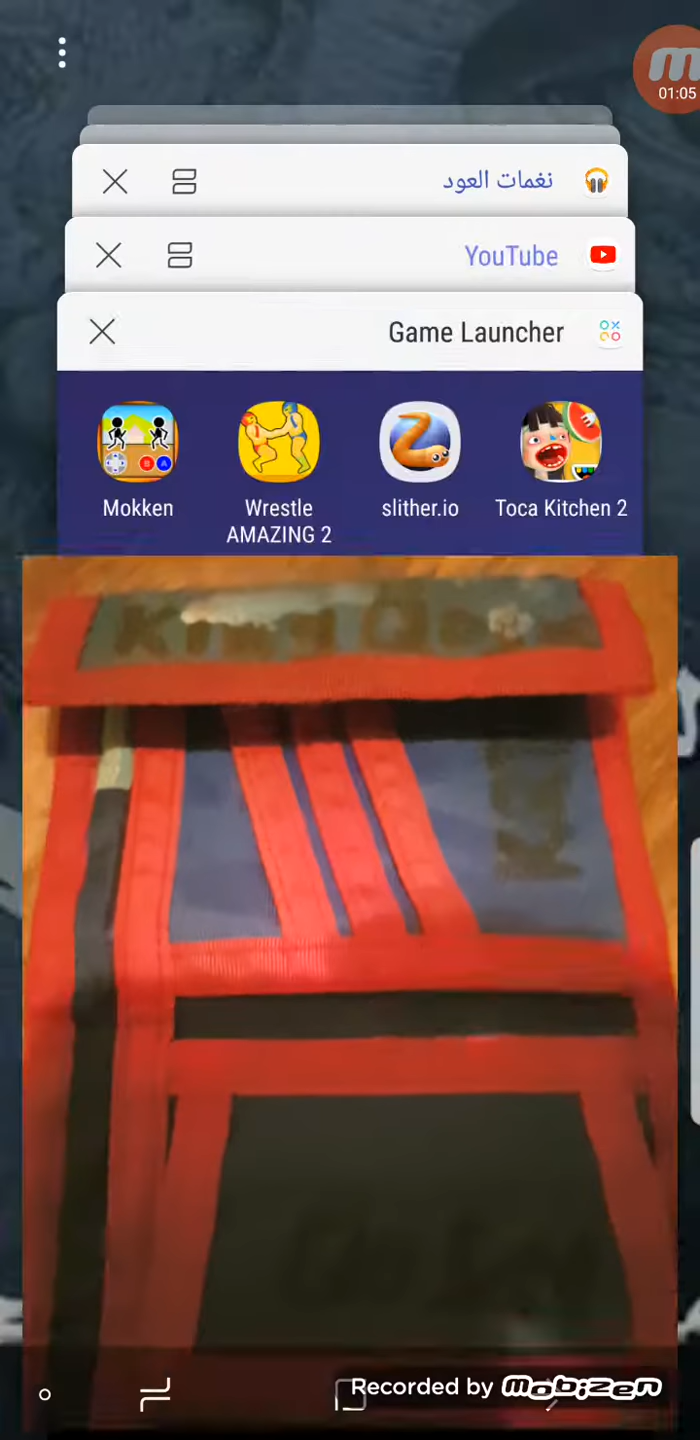 01:05
نغمات العود
YouTube
Game Launcher
Mokken
Wrestle
AMAZING 2
slither.io
Toca Kitchen 2
King
Recorded by mobizen